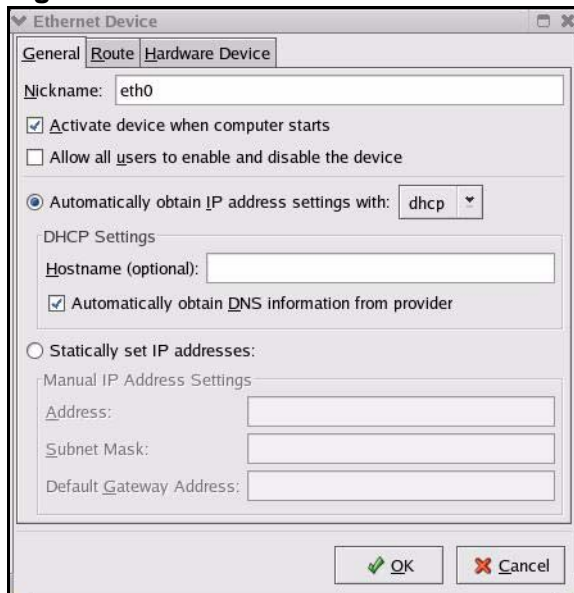 Ethernet Device
General Route Hardware Device
Nickname: eth0
Activate device when computer starts
Allow all users to enable and disable the device
Automatically obtain IP address settings with: dhcp
DHCP Settings
Hostname (optional):
Automatically obtain DNS information from provider
Statically set IP addresses:
Manual IP Address Settings
Address:
Subnet Mask:
Default Gateway Address:
OK Cancel